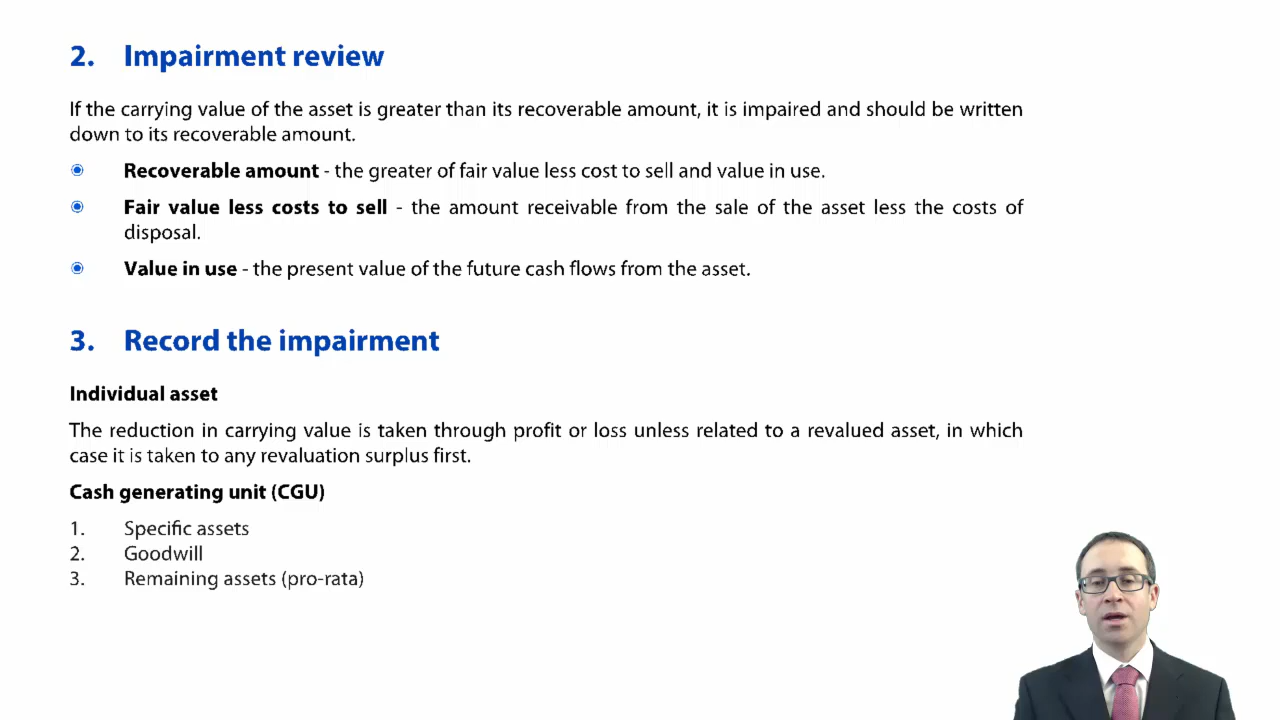 2. Impairment review
If the carrying value of the asset is greater than its recoverable amount, it is impaired and should be written
down to its recoverable amount.
Recoverable amount - the greater of fair value less cost to sell and value in use.
Fair value less costs to sell - the amount receivable from the sale of the asset less the costs of
disposal.
Value in use - the present value of the future cash flows from the asset.
3. Record the impairment
Individual asset
The reduction in carrying value is taken through profit or loss unless related to a revalued asset, in which
case it is taken to any revaluation surplus first.
Cash generating unit (CGU)
1. Specific assets
2. Goodwill
3. Remaining assets (pro-rata)